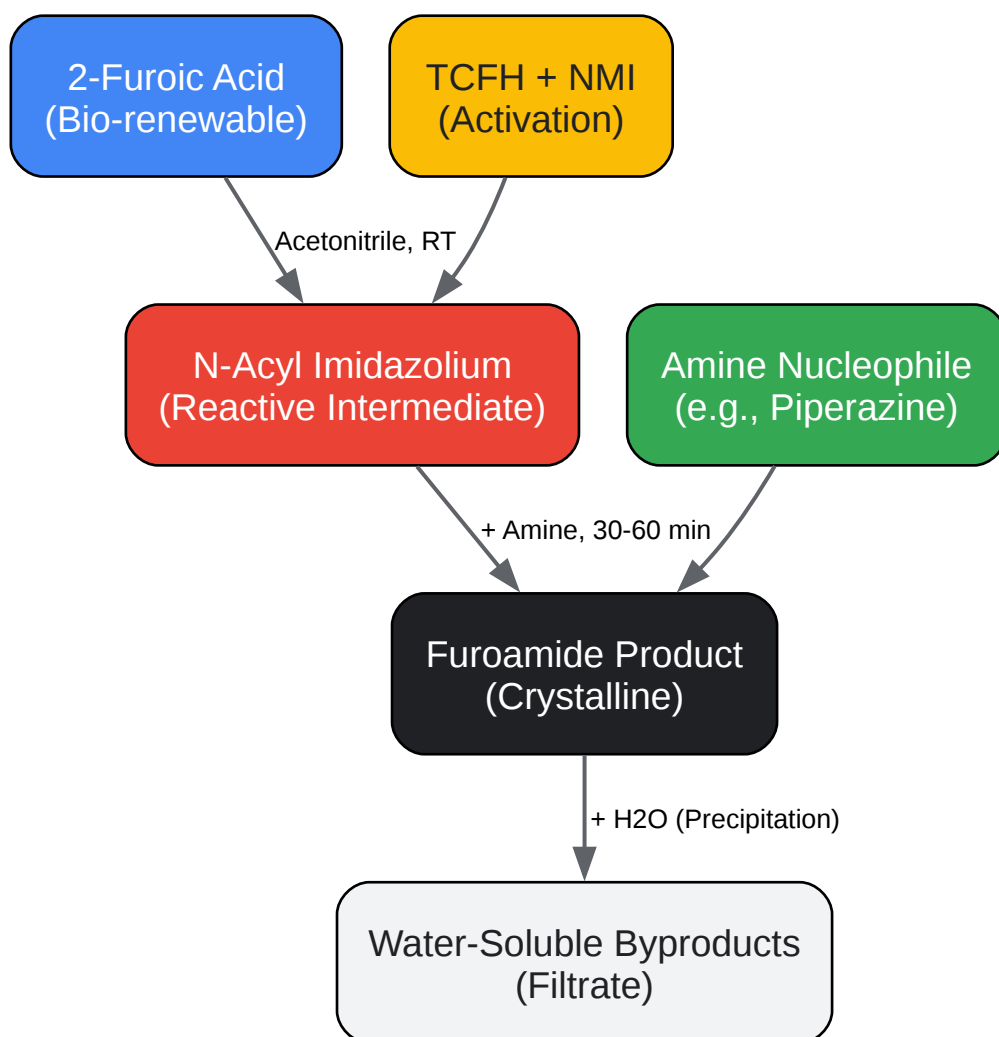 2-Furoic Acid
(Bio-renewable)
TCFH + NMI
(Activation)
Acetonitrile, RT
N-Acyl Imidazolium
(Reactive Intermediate)
Amine Nucleophile
(e.g., Piperazine)
+ Amine, 30-60 min
Furoamide Product
(Crystalline)
+ H2O (Precipitation)
Water-Soluble Byproducts
(Filtrate)